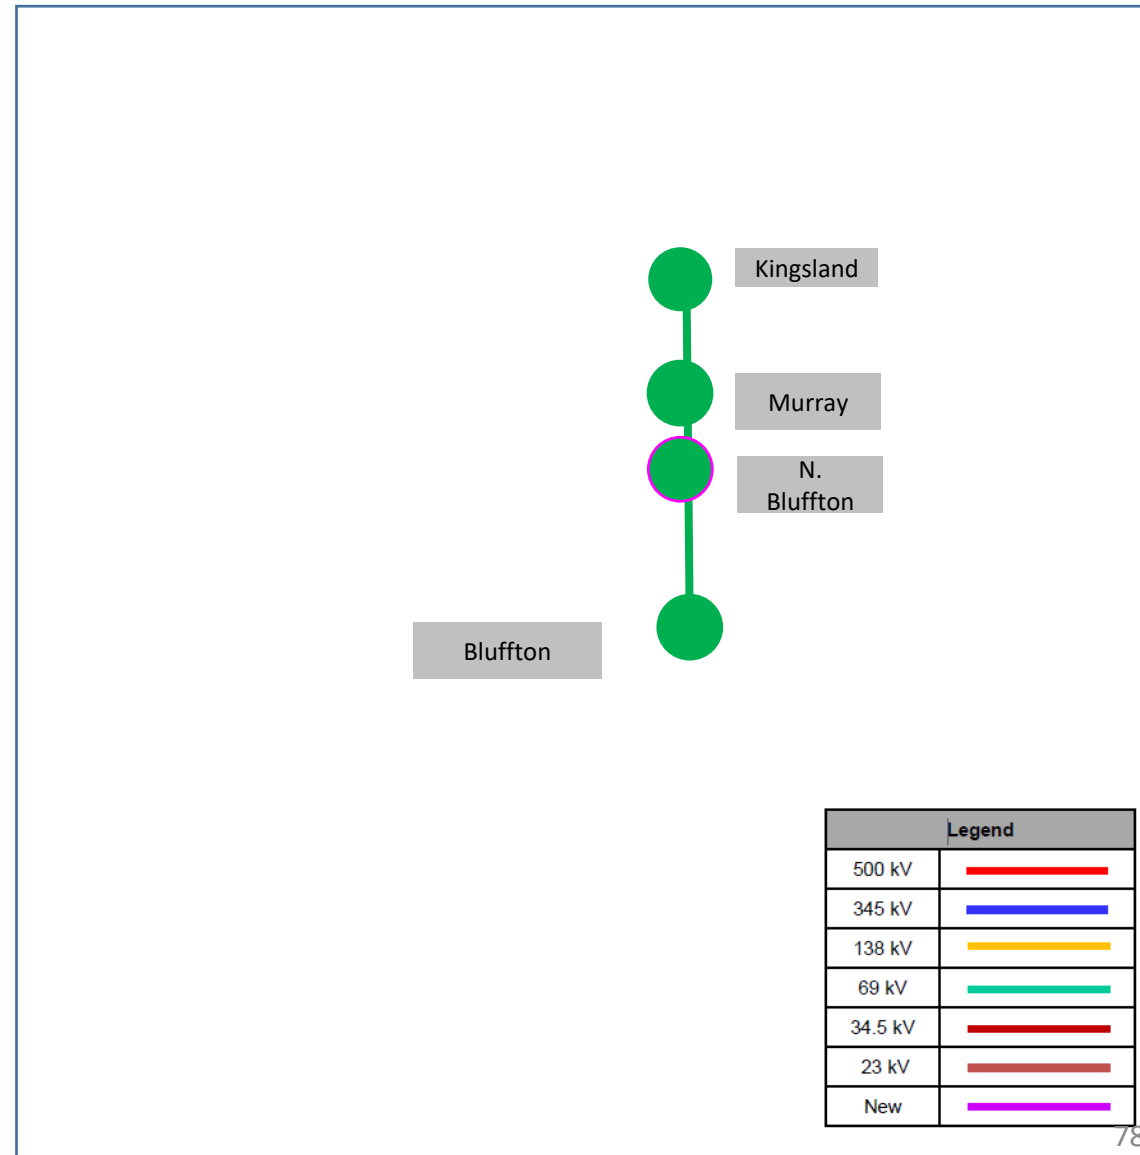 Kingsland
Murray
N.
Bluffton
Bluffton
Legend
500 kV
345 kV
138 kV
69 kV
34.5 kV
23 kV
New
78